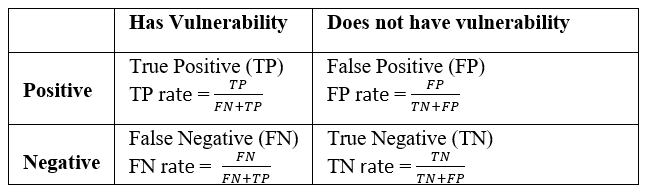 Has Vulnerability Does not have vulnerability
Positive True Positive (TP) False Positive (FP)
TP rate = TP/FN+TP FP rate = FP/TN+FP
Negative False Negative (FN) True Negative (TN)
FN rate = FN/FN+TP TN rate = TN/TN+FP